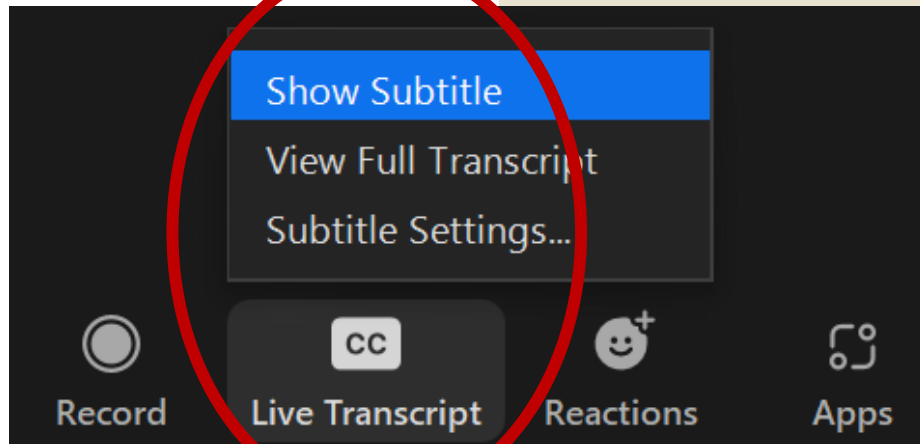 Show Subtitle
View Full Transcript
Subtitle Settings...
CC
Record Live Transcript Reactions Apps